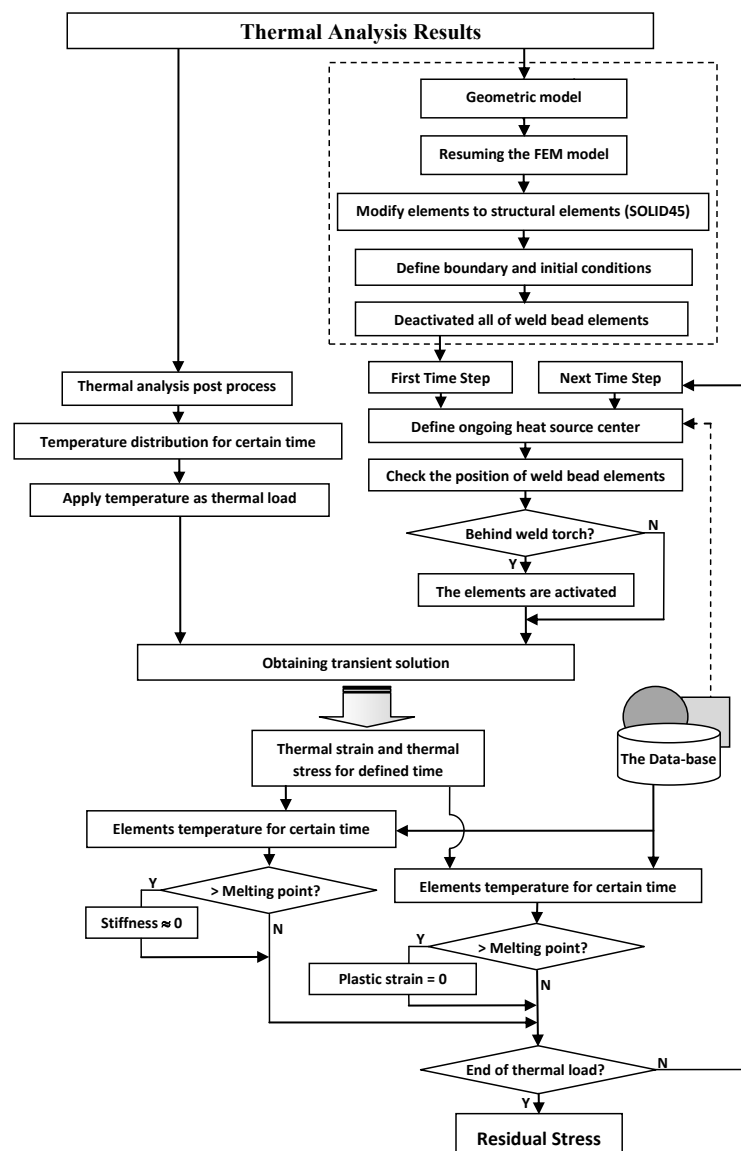 Thermal Analysis Results
Geometric model
Resuming the FEM model
Modify elements to structural elements (SOLID45)
Define boundary and initial conditions
Deactivated all of weld bead elements
First Time Step
Next Time Step
Thermal analysis post process
Define ongoing heat source center
Temperature distribution for certain time
Check the position of weld bead elements
Apply temperature as thermal load
Behind weld torch?
N
Y
The elements are activated
Obtaining transient solution
Thermal strain and thermal
stress for defined time
The Data-base
Elements temperature for certain time
Y
> Melting point?
Elements temperature for certain time
Stiffness ≈ 0
N
Y
> Melting point?
Plastic strain = 0
N
End of thermal load?
N
Y
Residual Stress